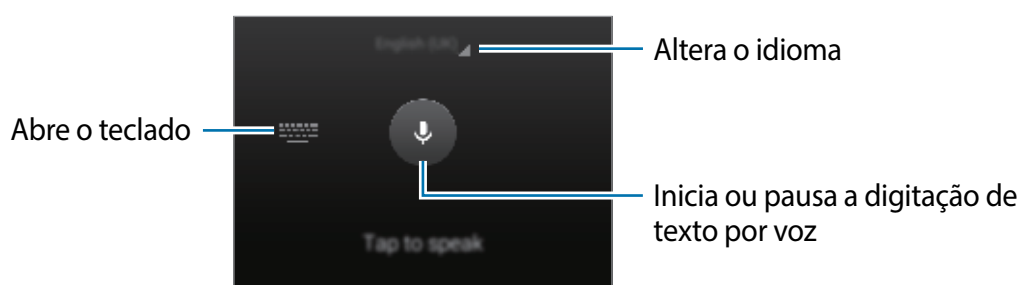 English (UK)
Altera o idioma
Abre o teclado
Inicia ou pausa a digitação de
texto por voz
Tap to speak